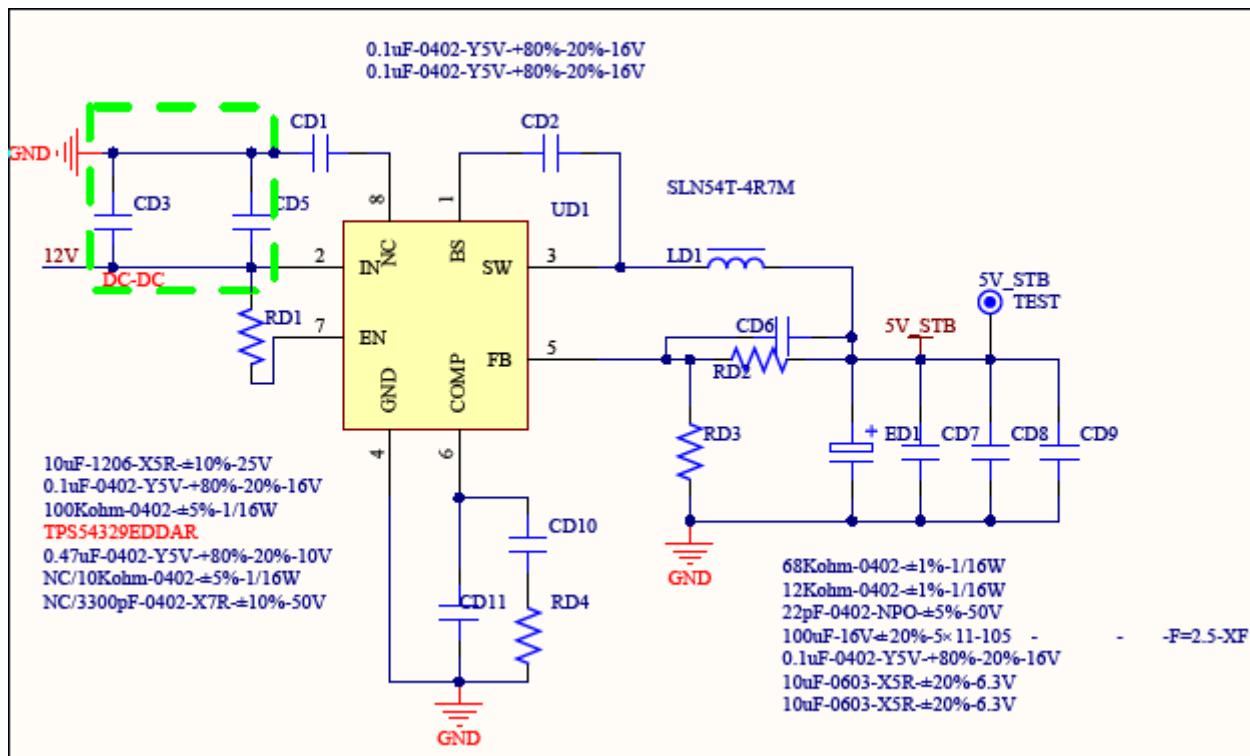 0.1uF-0402-Y5V-+80%-20%-16V
0.1uF-0402-Y5V-+80%-20%-16V
CD1
CD2
GND
SLN54T-4R7M
CD3
CD5
8
1
UD1
12V
2
IN
NC
BS
SW
3
LD1
DC-DC
5V_STB
TEST
RD1
7
EN
CD6
5V_STB
FB
5
RD2
GND
COMP
RD3
ED1
CD7
CD8
CD9
4
6
10uF-1206-X5R-±10%-25V
0.1uF-0402-Y5V-+80%-20%-16V
100Kohm-0402-±5%-1/16W
TPS54329EDDAR
0.47uF-0402-Y5V-+80%-20%-10V
NC/10Kohm-0402-±5%-1/16W
NC/3300pF-0402-X7R-±10%-50V
CD10
CD11
RD4
GND
GND
68Kohm-0402-±1%-1/16W
12Kohm-0402-±1%-1/16W
22pF-0402-NPO-±5%-50V
100uF-16V-±20%-5×11-105 - - -F=2.5-XF
0.1uF-0402-Y5V-+80%-20%-16V
10uF-0603-X5R-±20%-6.3V
10uF-0603-X5R-±20%-6.3V